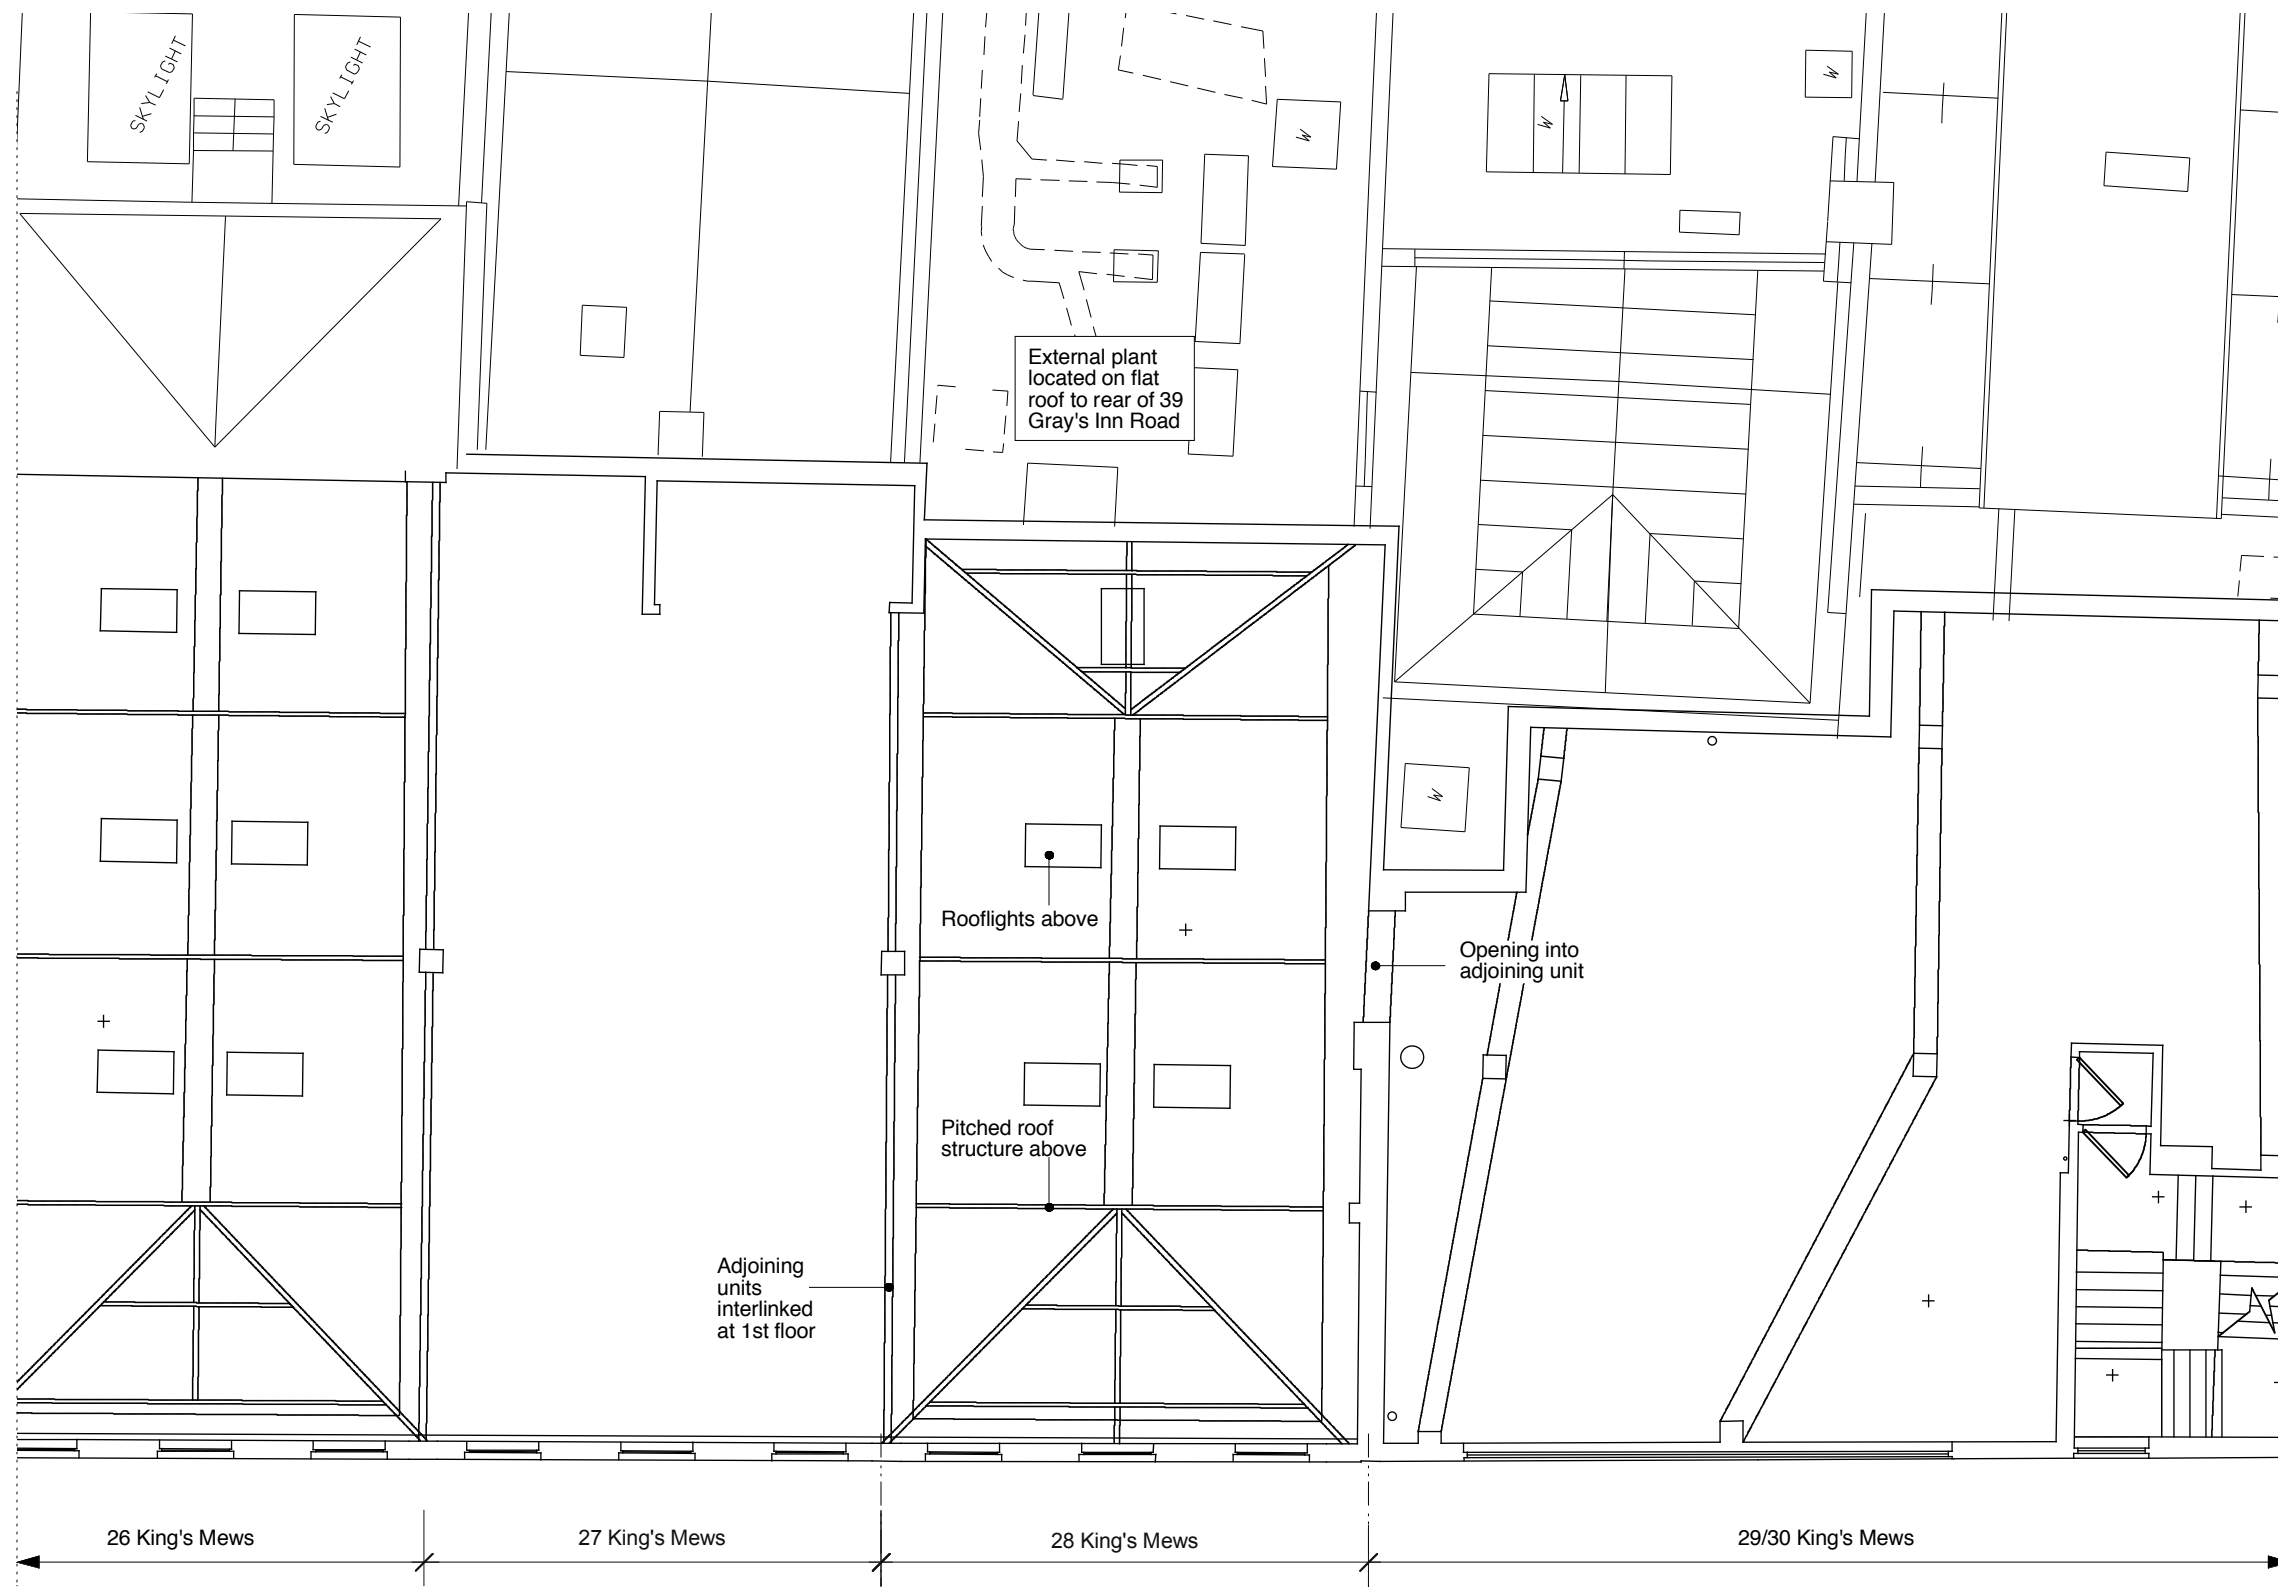 SKYLIGHT
SKYLIGHT
W
W
W
External plant
located on flat
roof to rear of 39
Gray's Inn Road
W
Rooflights above
Opening into
adjoining unit
Pitched roof
structure above
Adjoining
units
interlinked
at 1st floor
26 King's Mews
27 King's Mews
28 King's Mews
29/30 King's Mews